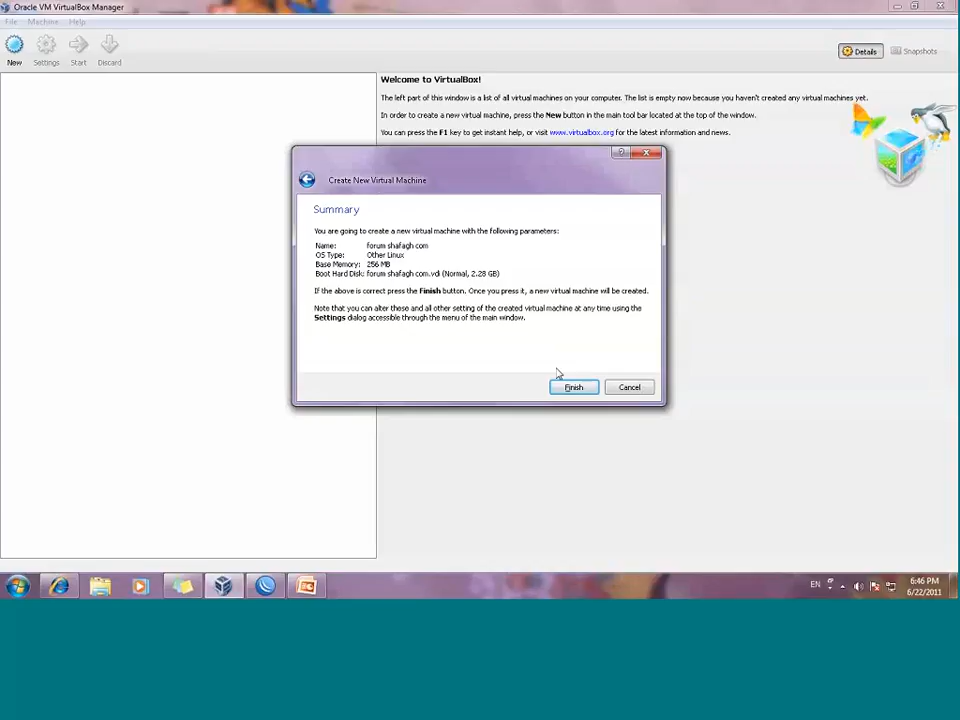 Oracle VM VirtualBox Manager
File Machine Help
New Settings Start Discard
Details Snapshots
Welcome to VirtualBox!
The left part of this window is a list of all virtual machines on your computer. The list is empty now because you haven't created any virtual machines yet.
In order to create a new virtual machine, press the New button in the main tool bar located at the top of the window.
You can press the F1 key to get instant help, or visit www.virtualbox.org for the latest information and news.
Create New Virtual Machine
Summary
You are going to create a new virtual machine with the following parameters:
Name: forum shafagh com
OS Type: Other Linux
Base Memory: 256 MB
Boot Hard Disk: forum shafagh com.vdi (Normal, 2.28 GB)
If the above is correct press the Finish button. Once you press it, a new virtual machine will be created.
Note that you can alter these and all other setting of the created virtual machine at any time using the
Settings dialog accessible through the menu of the main window.
Finish Cancel
EN
6:46 PM
6/22/2011